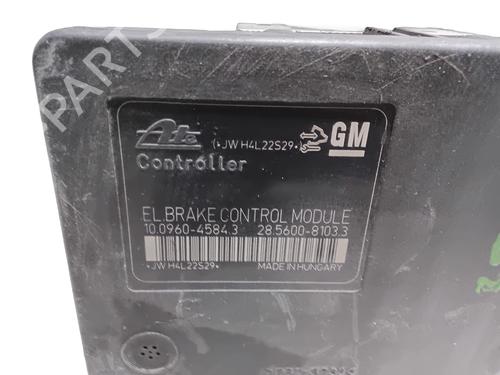 PARTS
Ate
*JW H4L22S29*
GM
Controller
EL.BRAKE CONTROL MODULE
10.0960-4584.3 28.5600-8103.3
*JW H4L22S29*
MADE IN HUNGARY